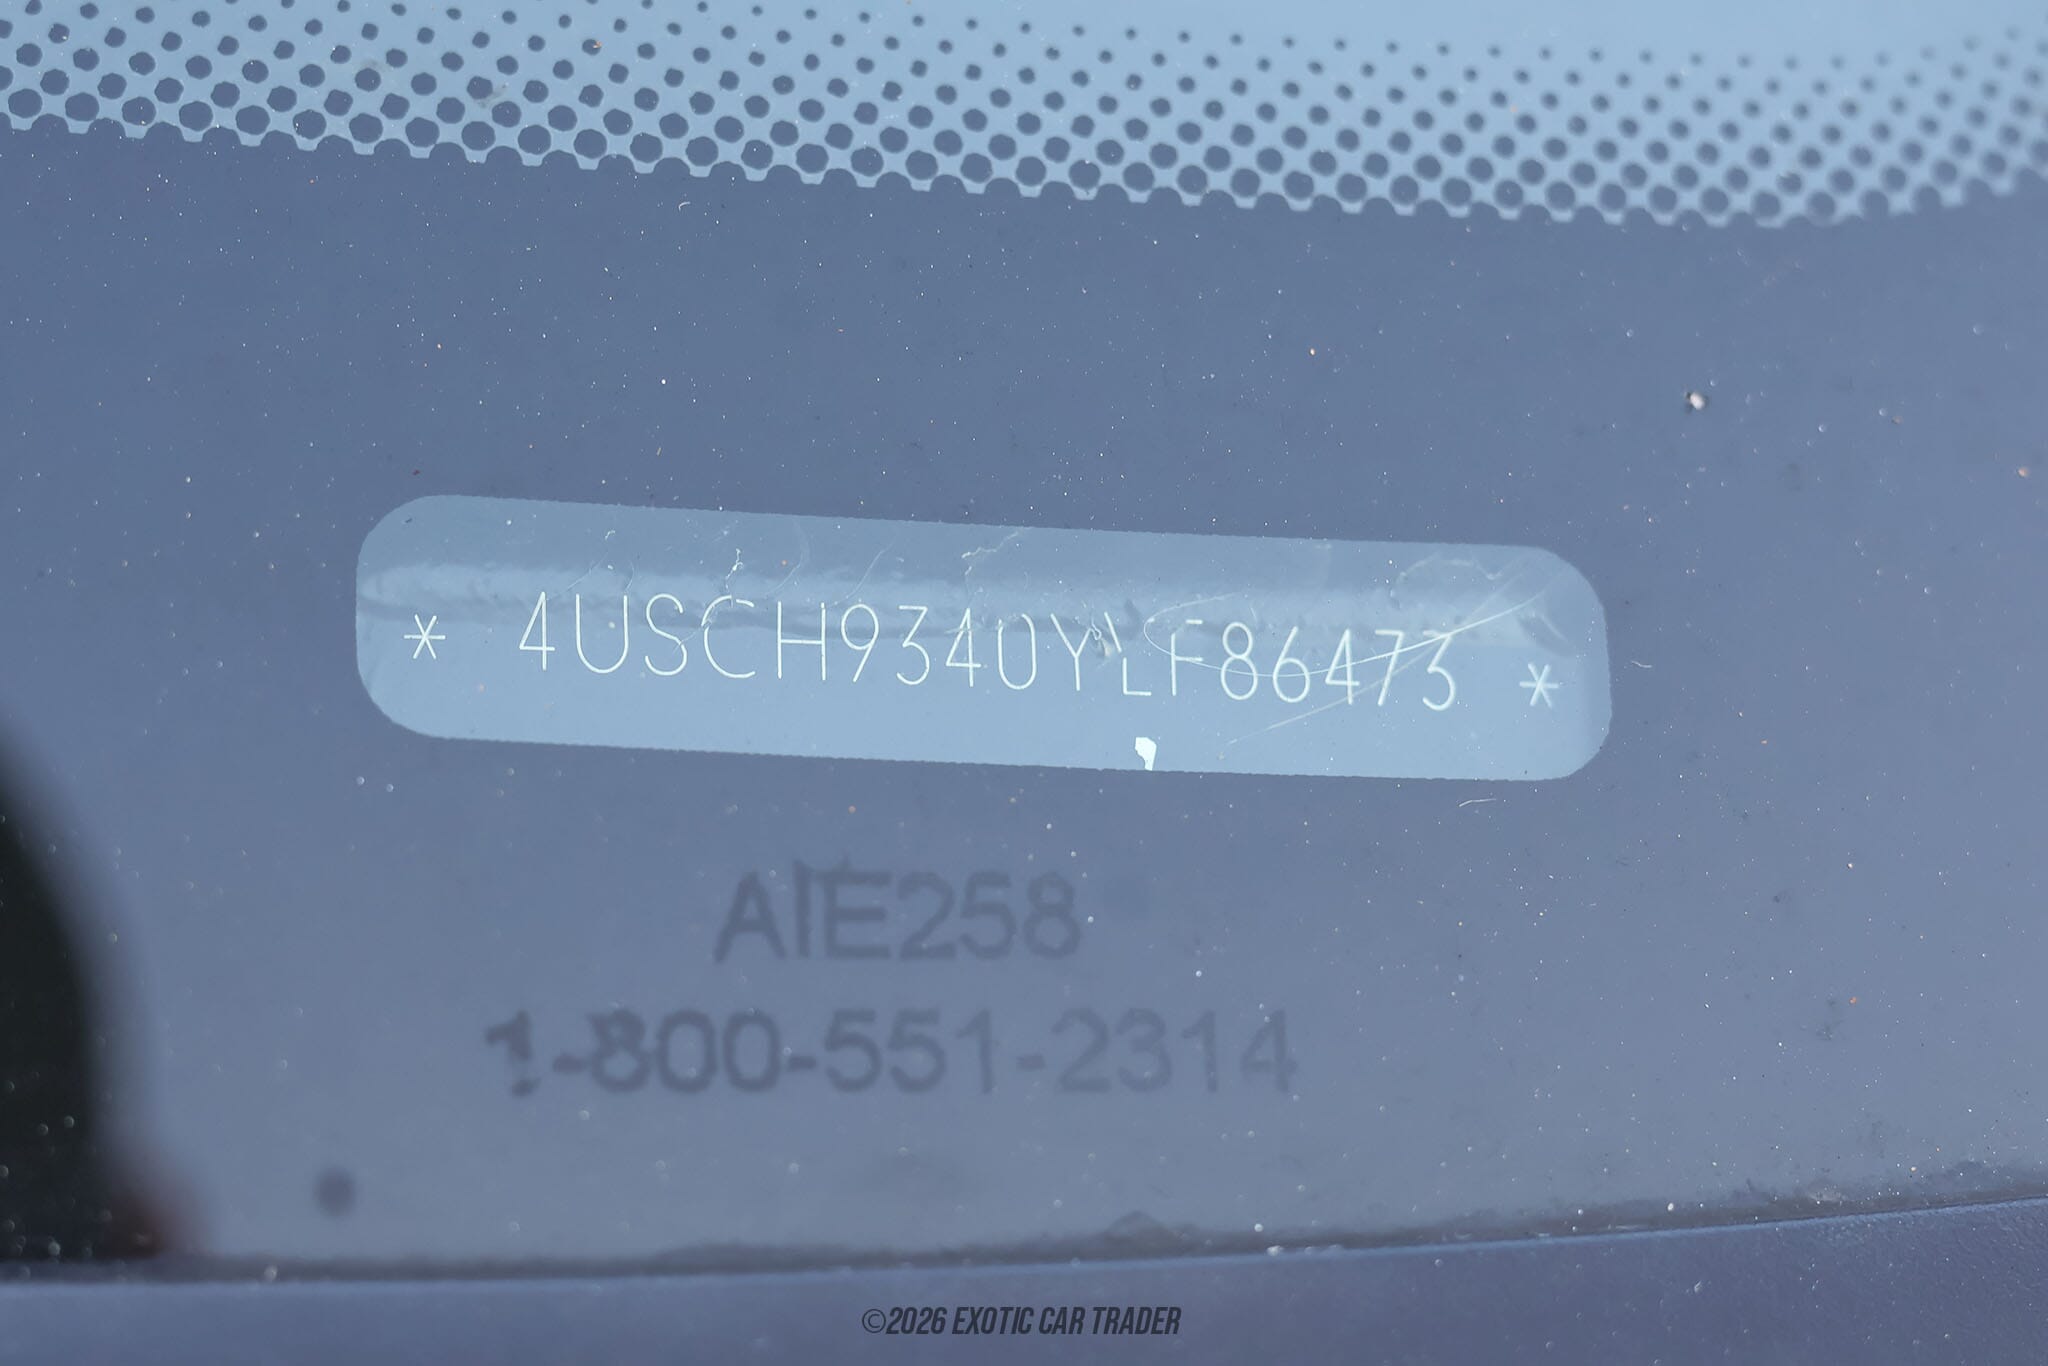 * 4USCH9340YLF86473 *
AIE258
1-800-551-2314
©2026 EXOTIC CAR TRADER